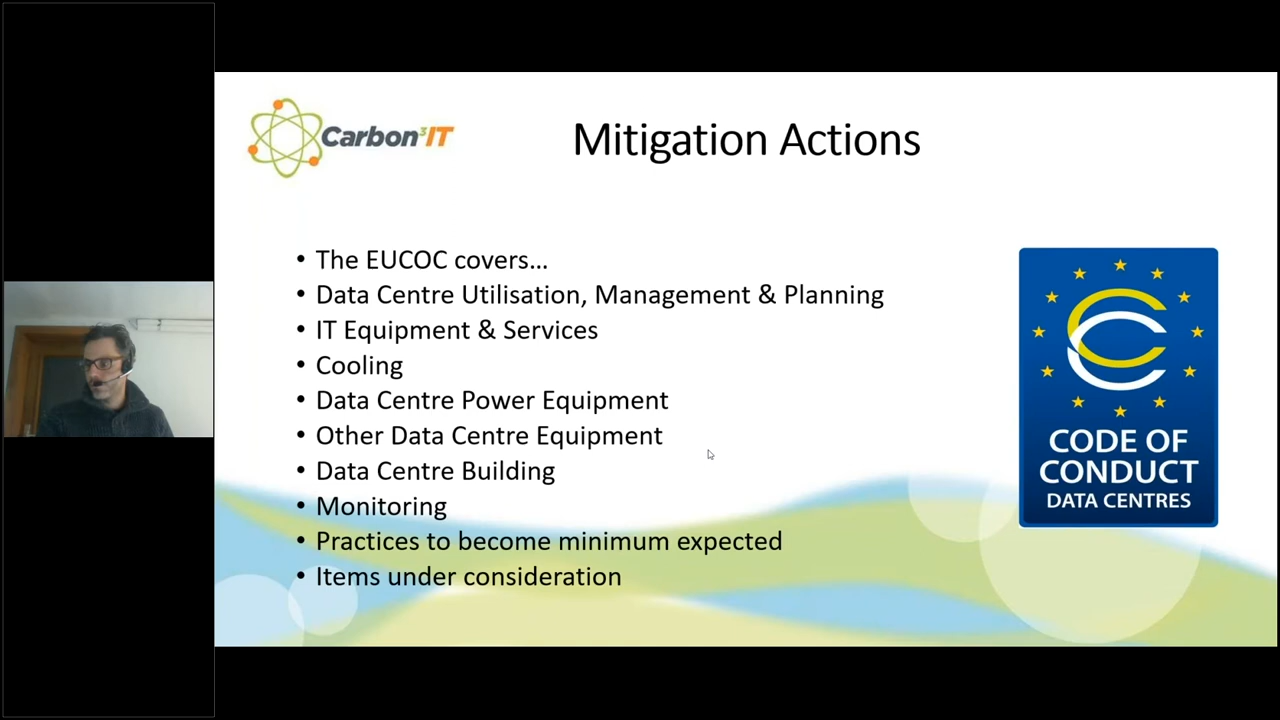 Carbon³IT
Mitigation Actions
• The EUCOC covers...
• Data Centre Utilisation, Management & Planning
• IT Equipment & Services
• Cooling
• Data Centre Power Equipment
• Other Data Centre Equipment
• Data Centre Building
• Monitoring
• Practices to become minimum expected
• Items under consideration
CODE OF
CONDUCT
DATA CENTRES